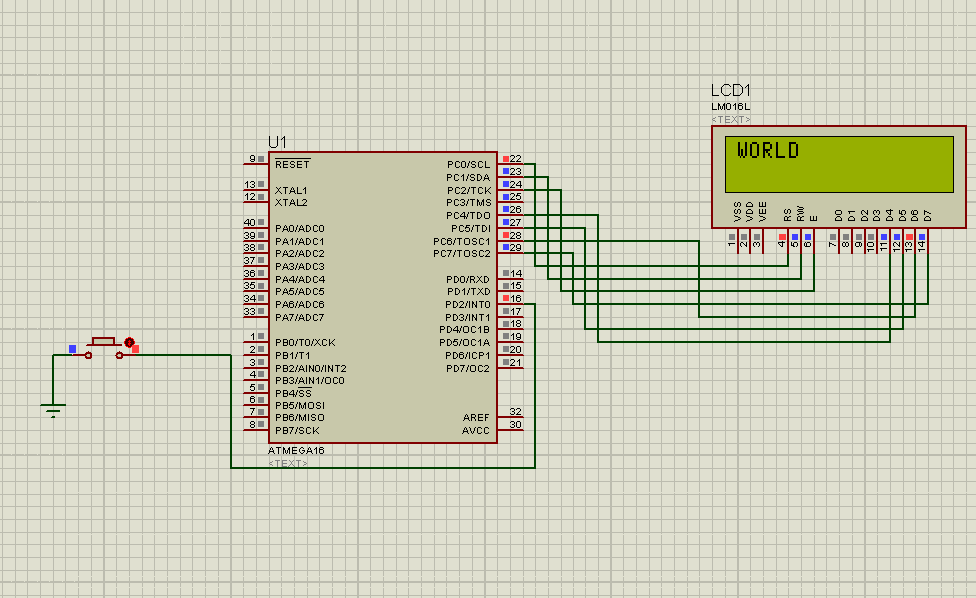 LCD1
LM016L
<TEXT>
WORLD
VSS VDD VEE RS RW E D0 D1 D2 D3 D4 D5 D6 D7
1 2 3 4 5 6 7 8 9 10 11 12 13 14
U1
9 RESET PC0/SCL 22
PC1/SDA 23
13 XTAL1 PC2/TCK 24
12 XTAL2 PC3/TMS 25
PC4/TDO 26
40 PA0/ADC0 PC5/TDI 27
39 PA1/ADC1 PC6/TOSC1 28
38 PA2/ADC2 PC7/TOSC2 29
37 PA3/ADC3
36 PA4/ADC4 PD0/RXD 14
35 PA5/ADC5 PD1/TXD 15
34 PA6/ADC6 PD2/INT0 16
33 PA7/ADC7 PD3/INT1 17
PD4/OC1B 18
1 PB0/T0/XCK PD5/OC1A 19
2 PB1/T1 PD6/ICP1 20
3 PB2/AIN0/INT2 PD7/OC2 21
4 PB3/AIN1/OC0
5 PB4/SS
6 PB5/MOSI
7 PB6/MISO AREF 32
8 PB7/SCK AVCC 30
ATMEGA16
<TEXT>